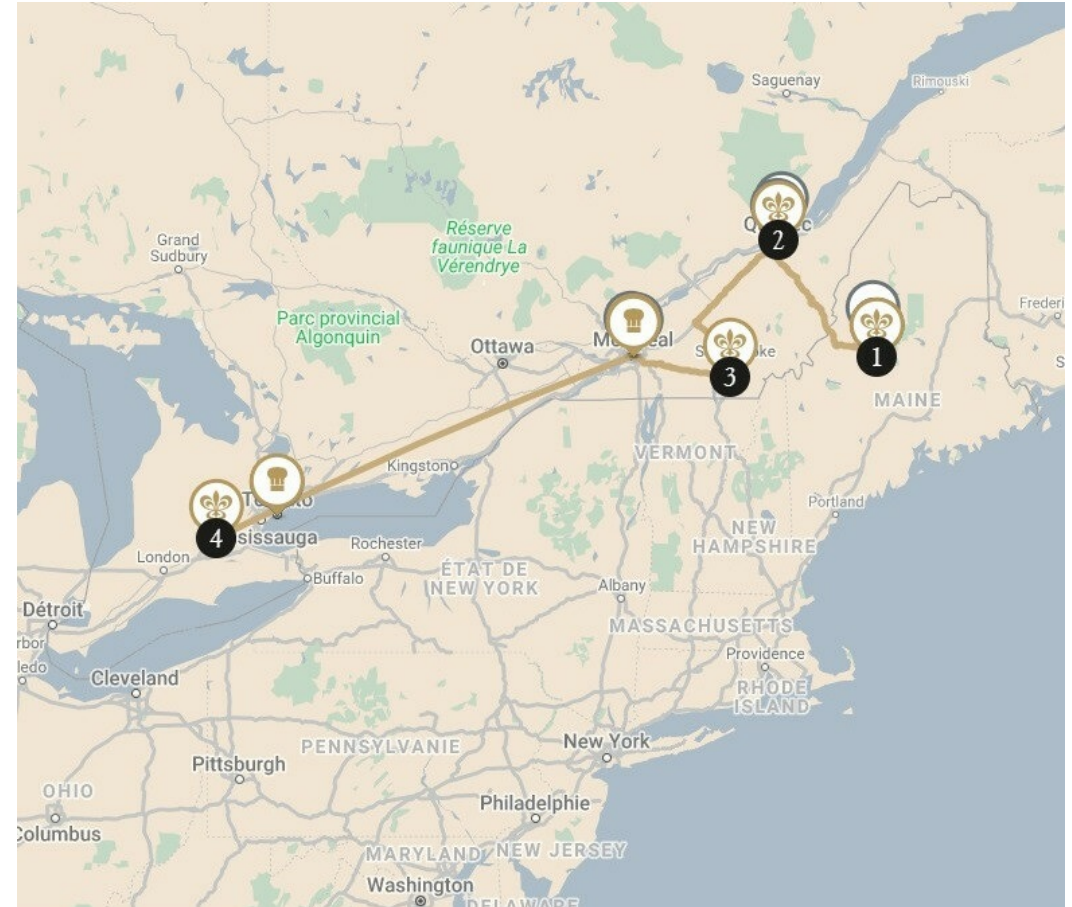 Saguenay
Rimouski
Réserve
faunique La
Vérendrye
Grand
Sudbury
2
Parc provincial
Algonquin
Ottawa
1
3
MAINE
Kingston
VERMONT
Portland
NEW
HAMPSHIRE
4
ssissauga
London
Rochester
Buffalo
ÉTAT DE
NEW YORK
Albany
Détroit
MASSACHUSETTS
Providence
Cleveland
RHODE
ISLAND
New York
PENNSYLVANIE
Pittsburgh
OHIO
Philadelphie
Columbus
MARYLAND
NEW JERSEY
Washington
DELAWARE